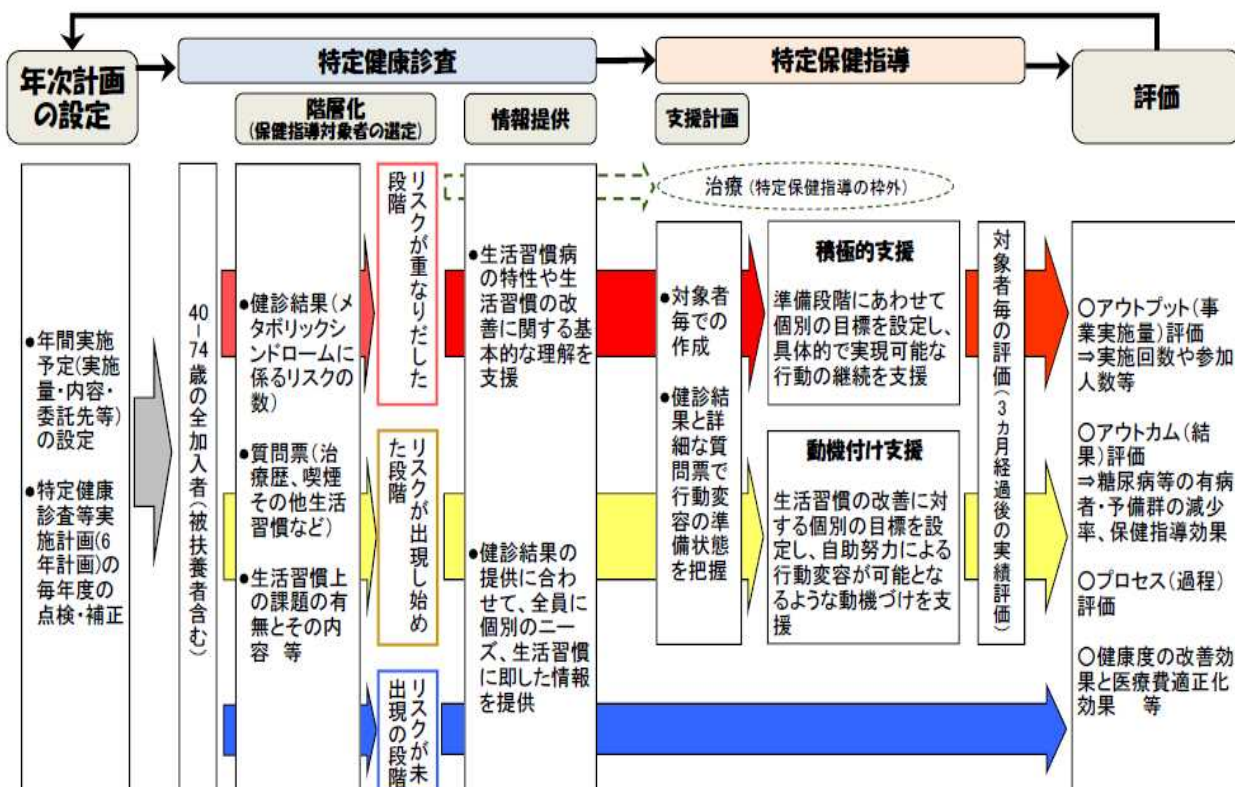 年次計画
の設定
特定健康診査
特定保健指導
評価
階層化
(保健指導対象者の選定)
情報提供
支援計画
●年間実施
予定(実施
量・内容・
委託先等)
の設定
●特定健康
診査等実
施計画(6
年計画)の
毎年度の
点検・補正
40-74歳の全加入者(被扶養者含む)
●健診結果(メ
タボリックシ
ンドロームに
係るリスクの
数)
●質問票(治
療歴、喫煙
その他生活
習慣など)
●生活習慣上
の課題の有
無とその内
容 等
リスクが重なりだした
段階
リスクが出現し始め
た段階
リスクが未
出現の段階
●生活習慣病
の特性や生
活習慣の改
善に関する基
本的な理解を
支援
●健診結果の
提供に合わ
せて、全員に
個別のニー
ズ、生活習慣
に即した情報
を提供
治療(特定保健指導の枠外)
●対象者
毎での
作成
●健診結
果と詳
細な質
問票で
行動変
容の準
備状態
を把握
積極的支援
準備段階にあわせて
個別の目標を設定し、
具体的で実現可能な
行動の継続を支援
動機付け支援
生活習慣の改善に対
する個別の目標を設
定し、自助努力による
行動変容が可能とな
るような動機づけを支
援
対象者毎の評価(3ヵ月経過後の実績評価)
○アウトプット(事
業実施量)評価
⇒実施回数や参加
人数等
○アウトカム(結
果)評価
⇒糖尿病等の有病
者・予備群の減少
率、保健指導効果
○プロセス(過程)
評価
○健康度の改善効
果と医療費適正化
効果 等